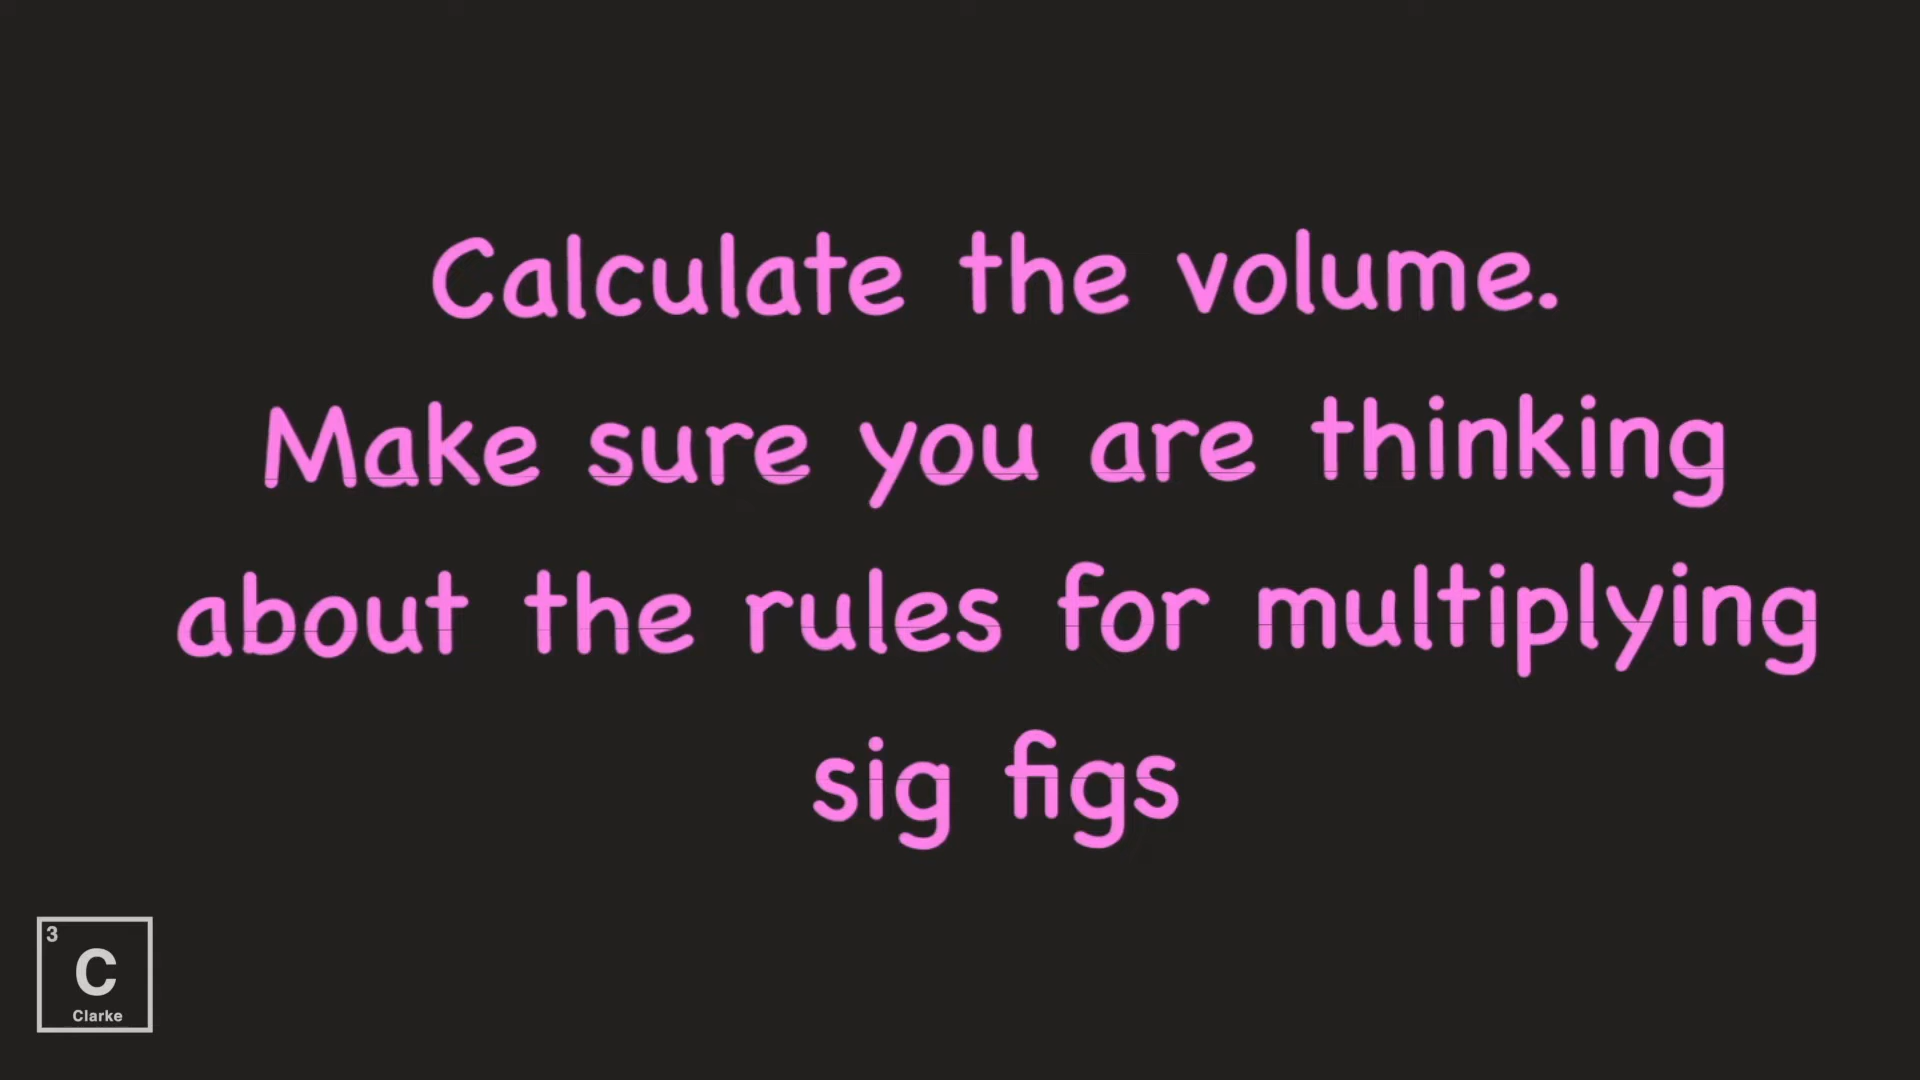 Calculate the volume.
Make sure you are thinking
about the rules for multiplying
sig figs
3
C
Clarke